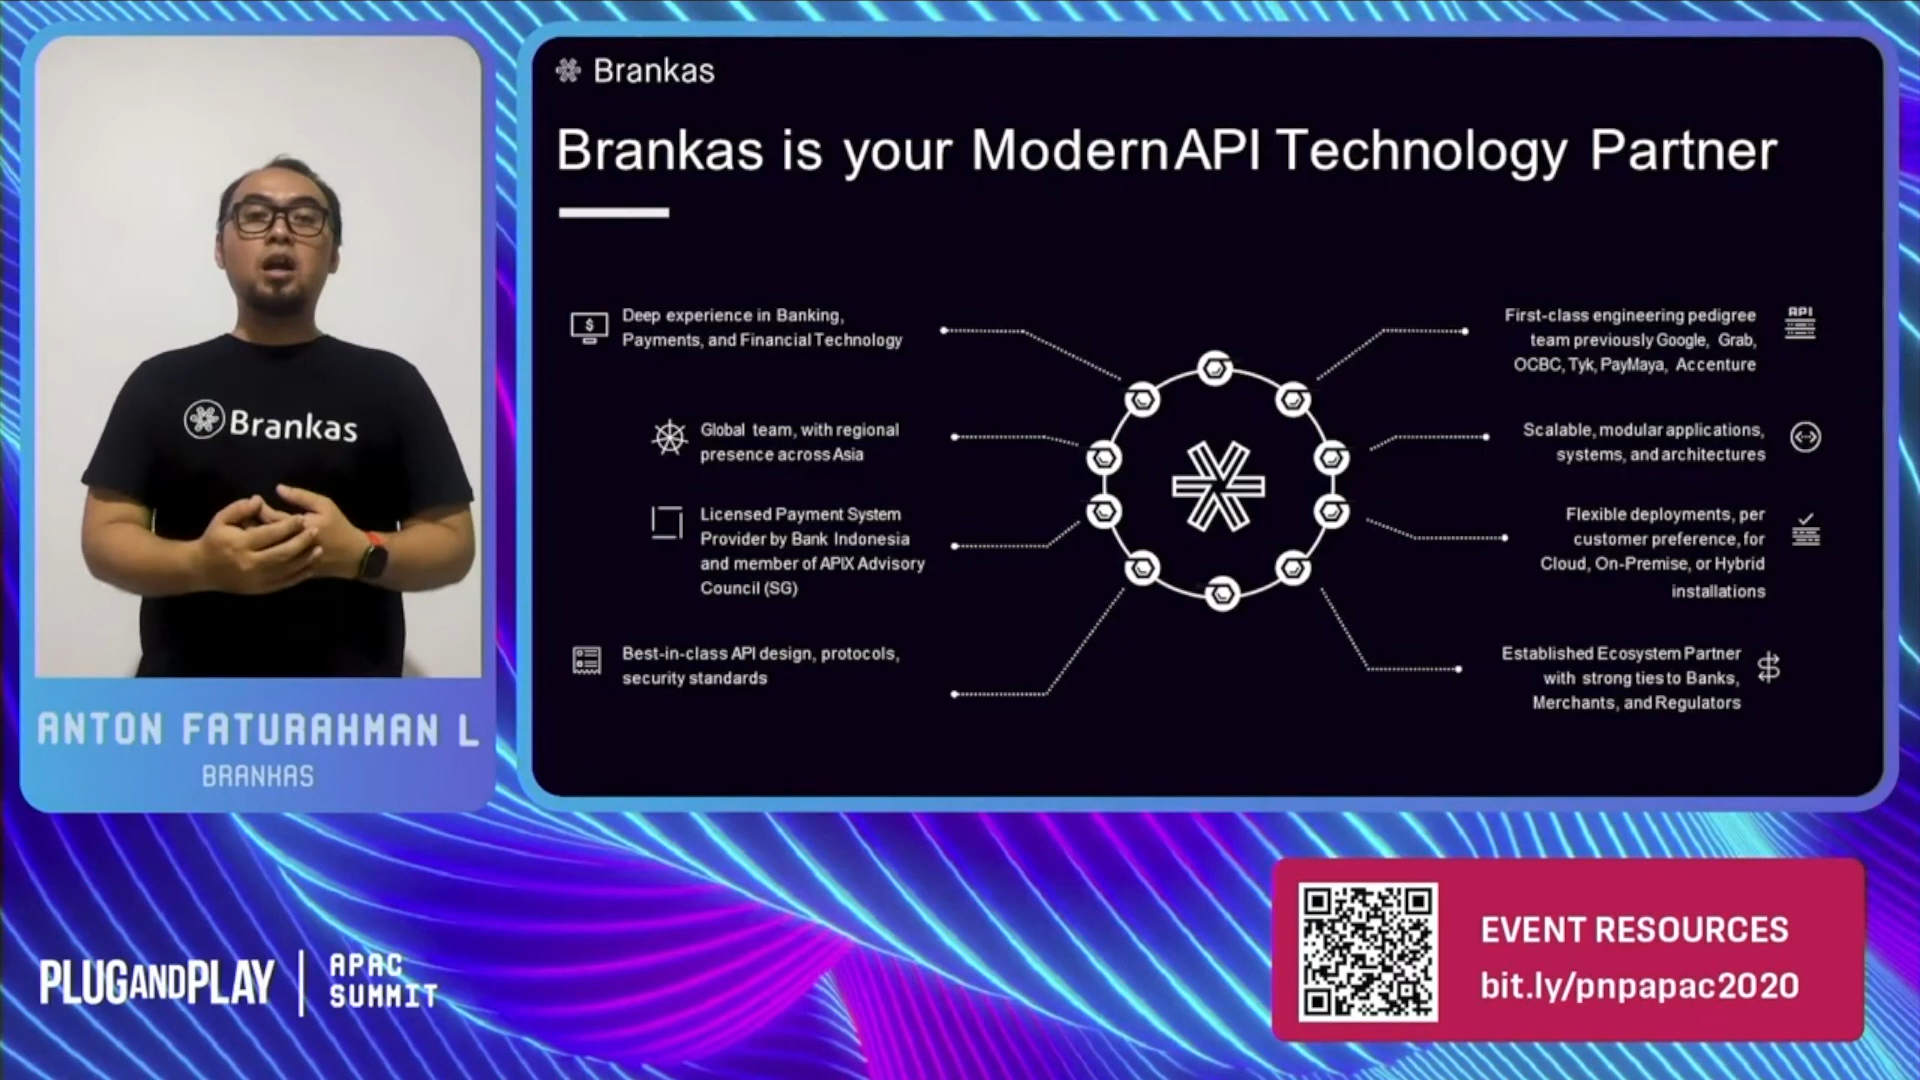 Brankas
Brankas is your Modern API Technology Partner
Deep experience in Banking,
Payments, and Financial Technology
Global team, with regional
presence across Asia
Licensed Payment System
Provider by Bank Indonesia
and member of APIX Advisory
Council (SG)
Best-in-class API design, protocols,
security standards
First-class engineering pedigree
team previously Google, Grab,
OCBC, Tyk, PayMaya, Accenture
API
Scalable, modular applications,
systems, and architectures
Flexible deployments, per
customer preference, for
Cloud, On-Premise, or Hybrid
installations
Established Ecosystem Partner
with strong ties to Banks,
Merchants, and Regulators
Brankas
ANTON FATURAHMAN L
BRANKAS
PLUGANDPLAY
APAC
SUMMIT
EVENT RESOURCES
bit.ly/pnpapac2020